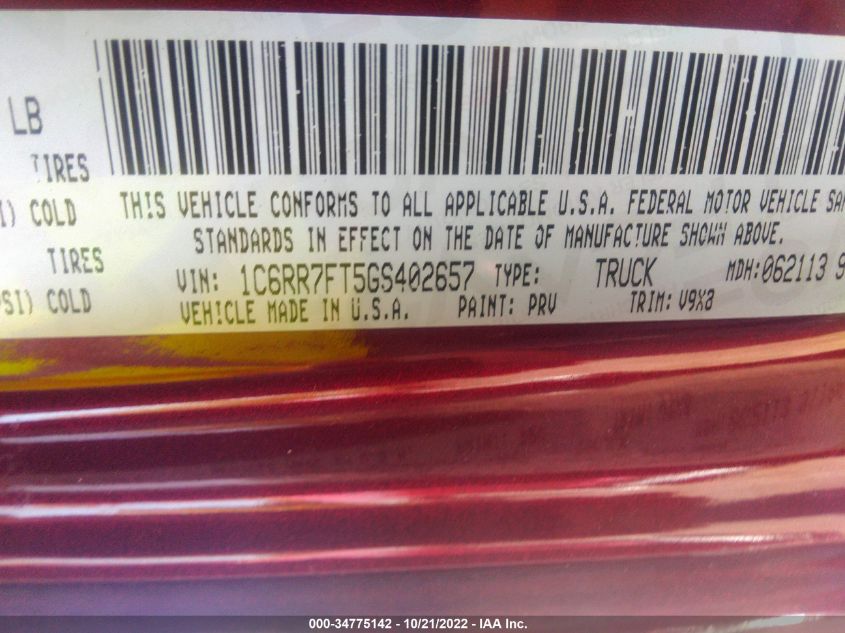 LB
TIRES
COLD
THIS VEHICLE CONFORMS TO ALL APPLICABLE U.S.A. FEDERAL MOTOR VEHICLE SA
STANDARDS IN EFFECT ON THE DATE OF MANUFACTURE SHOWN ABOVE.
TIRES
VIN: 1C6RR7FT5GS402657 TYPE: TRUCK MDH:062113 9
PSI) COLD
VEHICLE MADE IN U.S.A. PAINT: PRV TRIM: V9X8
000-34775142 - 10/21/2022 - IAA Inc.